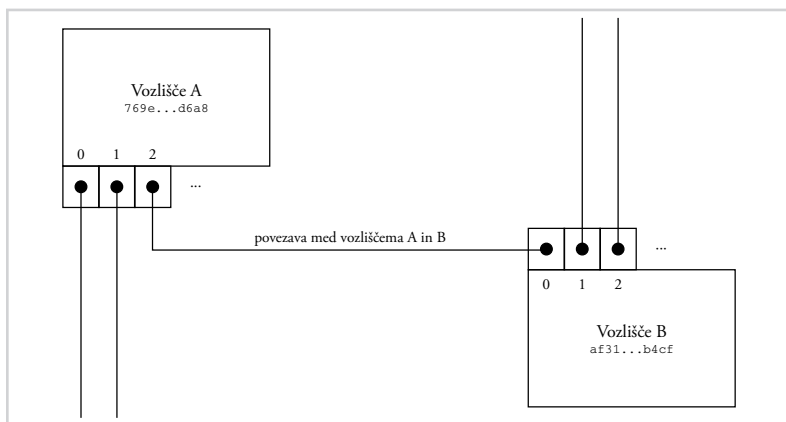 Vozlišče A
769e...d6a8
0 1 2
...
povezava med vozliščema A in B
...
0 1 2
Vozlišče B
af31...b4cf